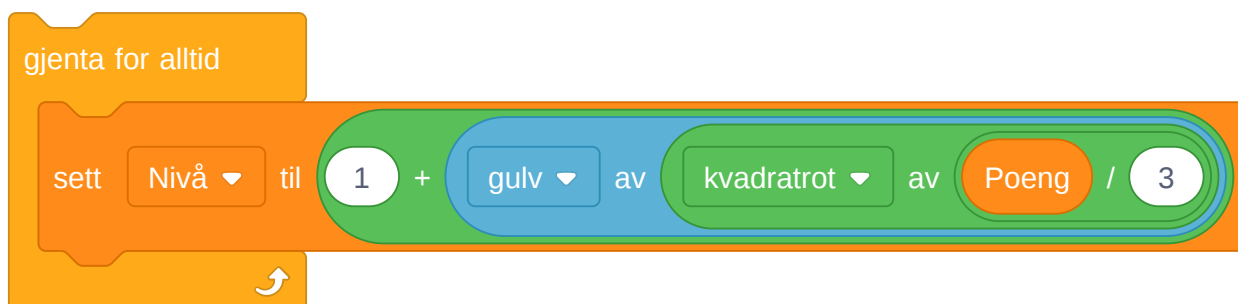 gjenta for alltid
sett Nivå til 1 + gulv av kvadratrot av Poeng / 3